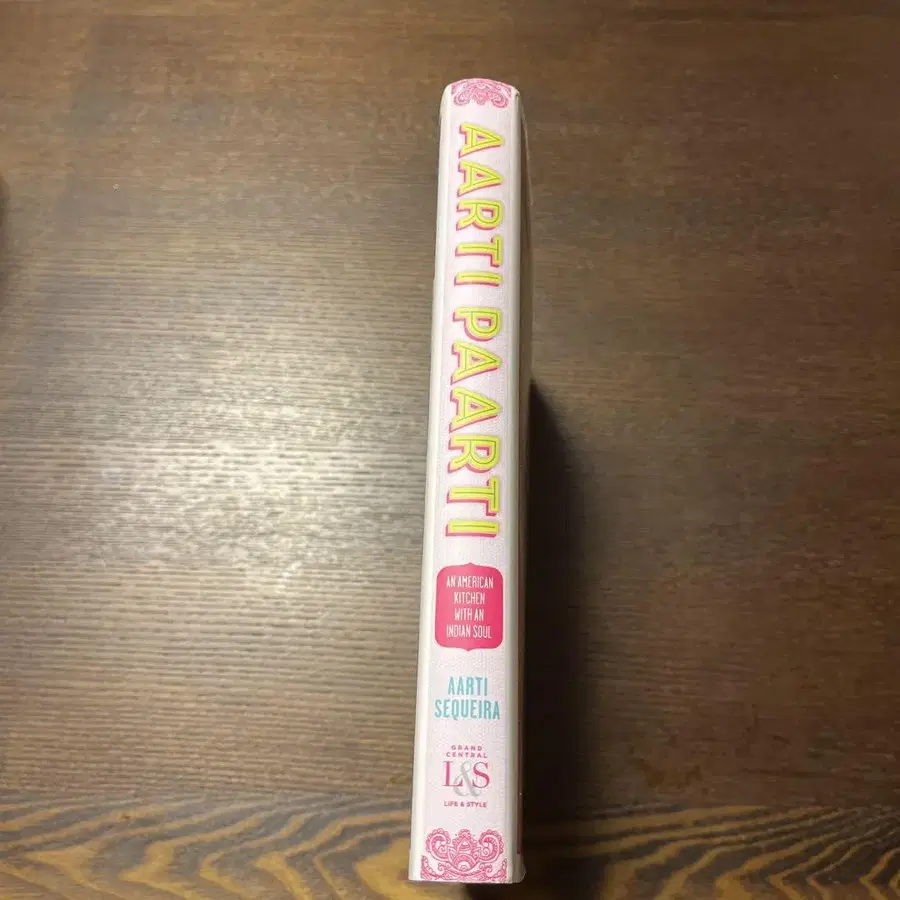 AARTI PAARTI
AN AMERICAN
KITCHEN
WITH AN
INDIAN SOUL
AARTI
SEQUEIRA
GRAND
CENTRAL
L&S
LIFE & STYLE